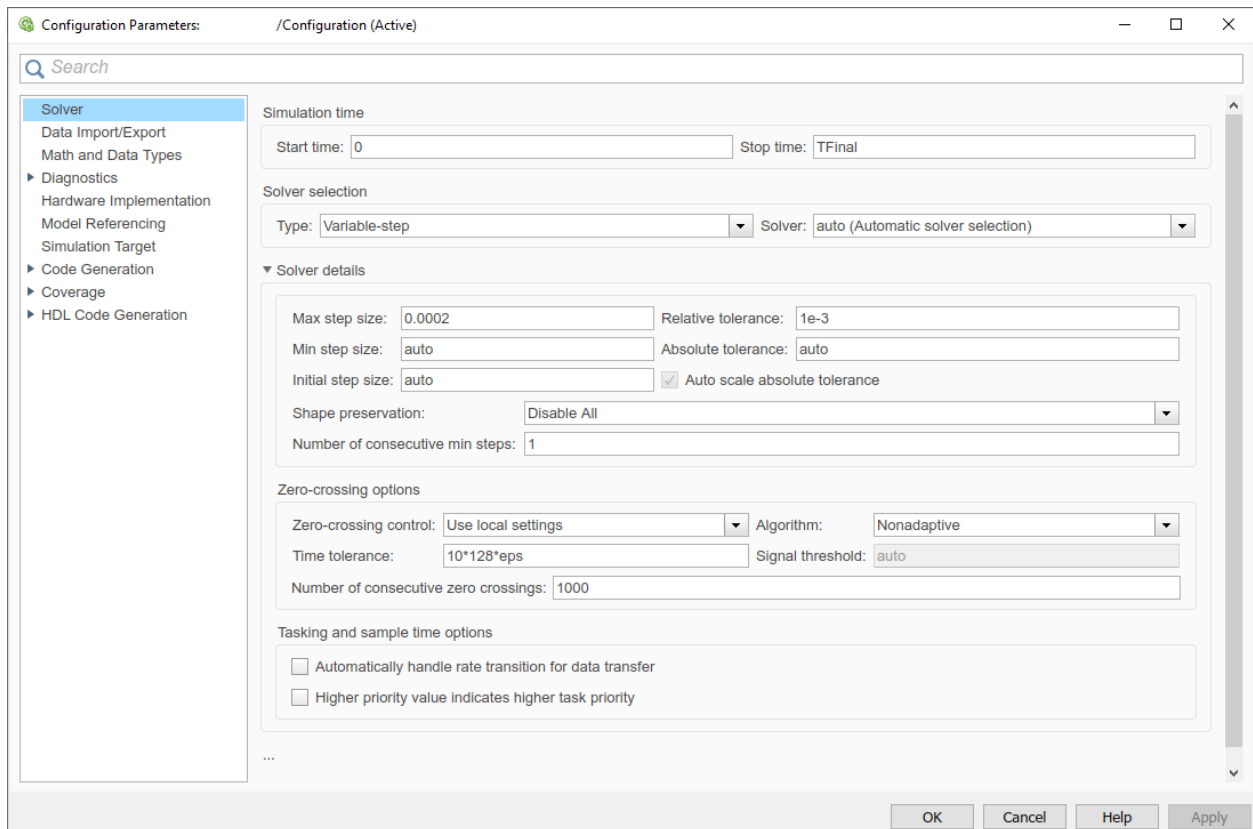 Configuration Parameters: /Configuration (Active)
Search
Solver
Data Import/Export
Math and Data Types
Diagnostics
Hardware Implementation
Model Referencing
Simulation Target
Code Generation
Coverage
HDL Code Generation
Simulation time
Start time: 0 Stop time: TFinal
Solver selection
Type: Variable-step Solver: auto (Automatic solver selection)
Solver details
Max step size: 0.0002 Relative tolerance: 1e-3
Min step size: auto Absolute tolerance: auto
Initial step size: auto Auto scale absolute tolerance
Shape preservation: Disable All
Number of consecutive min steps: 1
Zero-crossing options
Zero-crossing control: Use local settings Algorithm: Nonadaptive
Time tolerance: 10*128*eps Signal threshold: auto
Number of consecutive zero crossings: 1000
Tasking and sample time options
Automatically handle rate transition for data transfer
Higher priority value indicates higher task priority
...
OK Cancel Help Apply